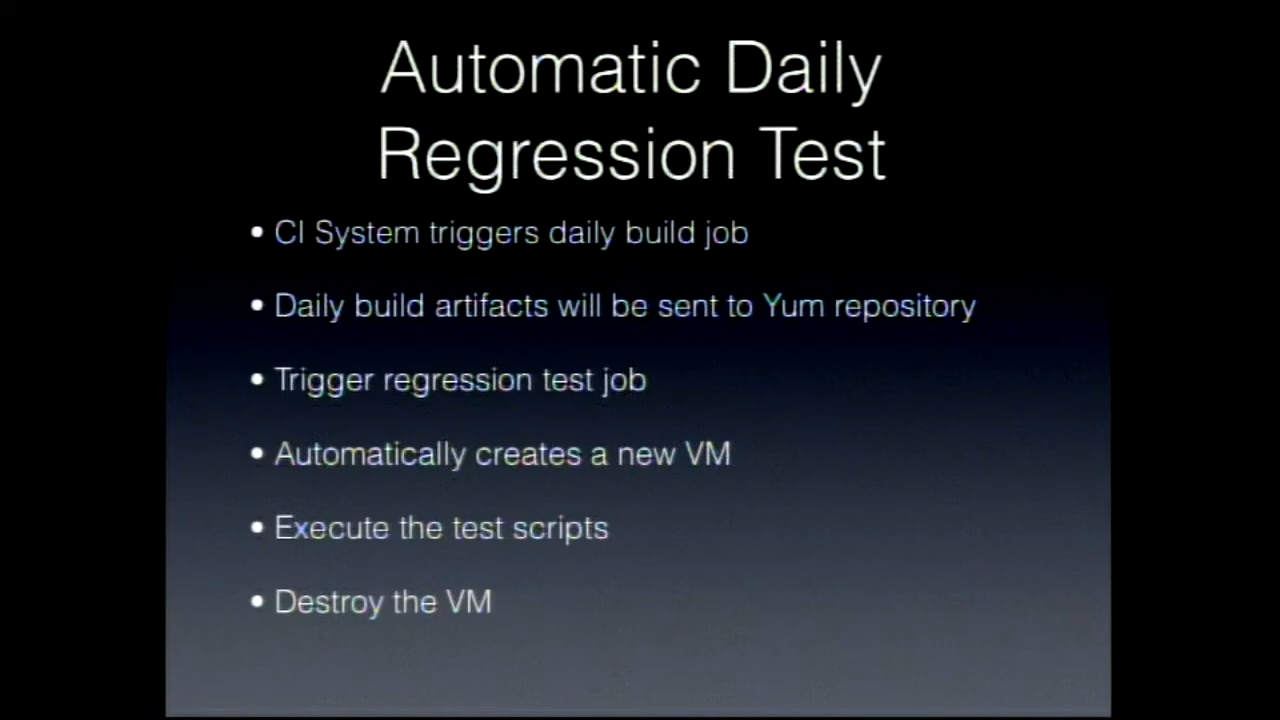 Automatic Daily
Regression Test
• CI System triggers daily build job
• Daily build artifacts will be sent to Yum repository
• Trigger regression test job
• Automatically creates a new VM
• Execute the test scripts
• Destroy the VM